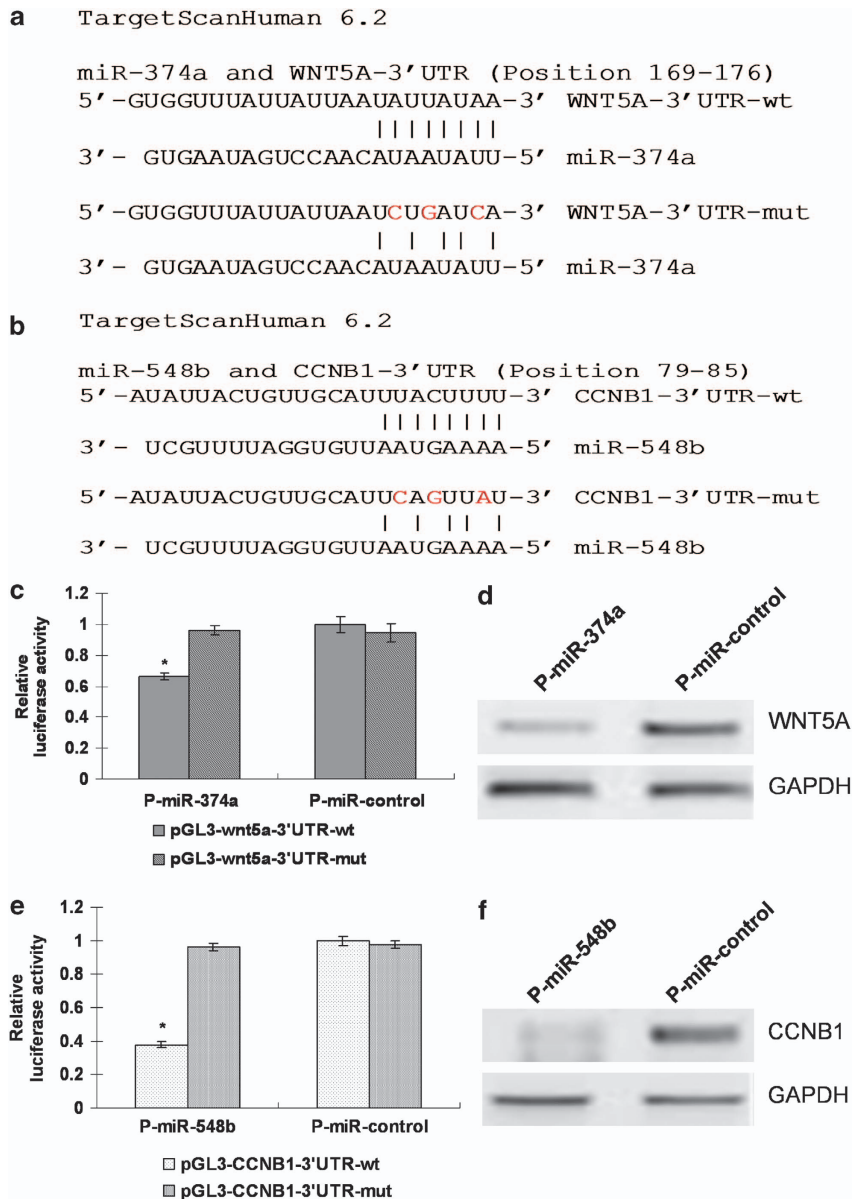 a
TargetScanHuman 6.2
miR-374a and WNT5A-3′UTR (Position 169-176)
5′-GUGGUUUAUUAUUAAUAUUAUAA-3′ WNT5A-3′UTR-wt
||||||||
3′- GUGAAUAGUCCAACAUAAUAUU-5′ miR-374a
5′-GUGGUUUAUUAUUAAUCUGAUCA-3′ WNT5A-3′UTR-mut
| | || |
3′- GUGAAUAGUCCAACAUAAUAUU-5′ miR-374a
b
TargetScanHuman 6.2
miR-548b and CCNB1-3′UTR (Position 79-85)
5′-AUAUUACUGUUGCAUUUACUUUU-3′ CCNB1-3′UTR-wt
||||||||
3′- UCGUUUUAGGUGUUAAUGAAAA-5′ miR-548b
5′-AUAUUACUGUUGCAUUCAGUUAU-3′ CCNB1-3′UTR-mut
| | || |
3′- UCGUUUUAGGUGUUAAUGAAAA-5′ miR-548b
c
Relative
luciferase activity
1.2
1
0.8
0.6
0.4
0.2
0
*
P-miR-374a
P-miR-control
pGL3-wnt5a-3'UTR-wt
pGL3-wnt5a-3'UTR-mut
d
P-miR-374a
P-miR-control
WNT5A
GAPDH
e
Relative
luciferase activity
1.2
1
0.8
0.6
0.4
0.2
0
*
P-miR-548b
P-miR-control
pGL3-CCNB1-3'UTR-wt
pGL3-CCNB1-3'UTR-mut
f
P-miR-548b
P-miR-control
CCNB1
GAPDH